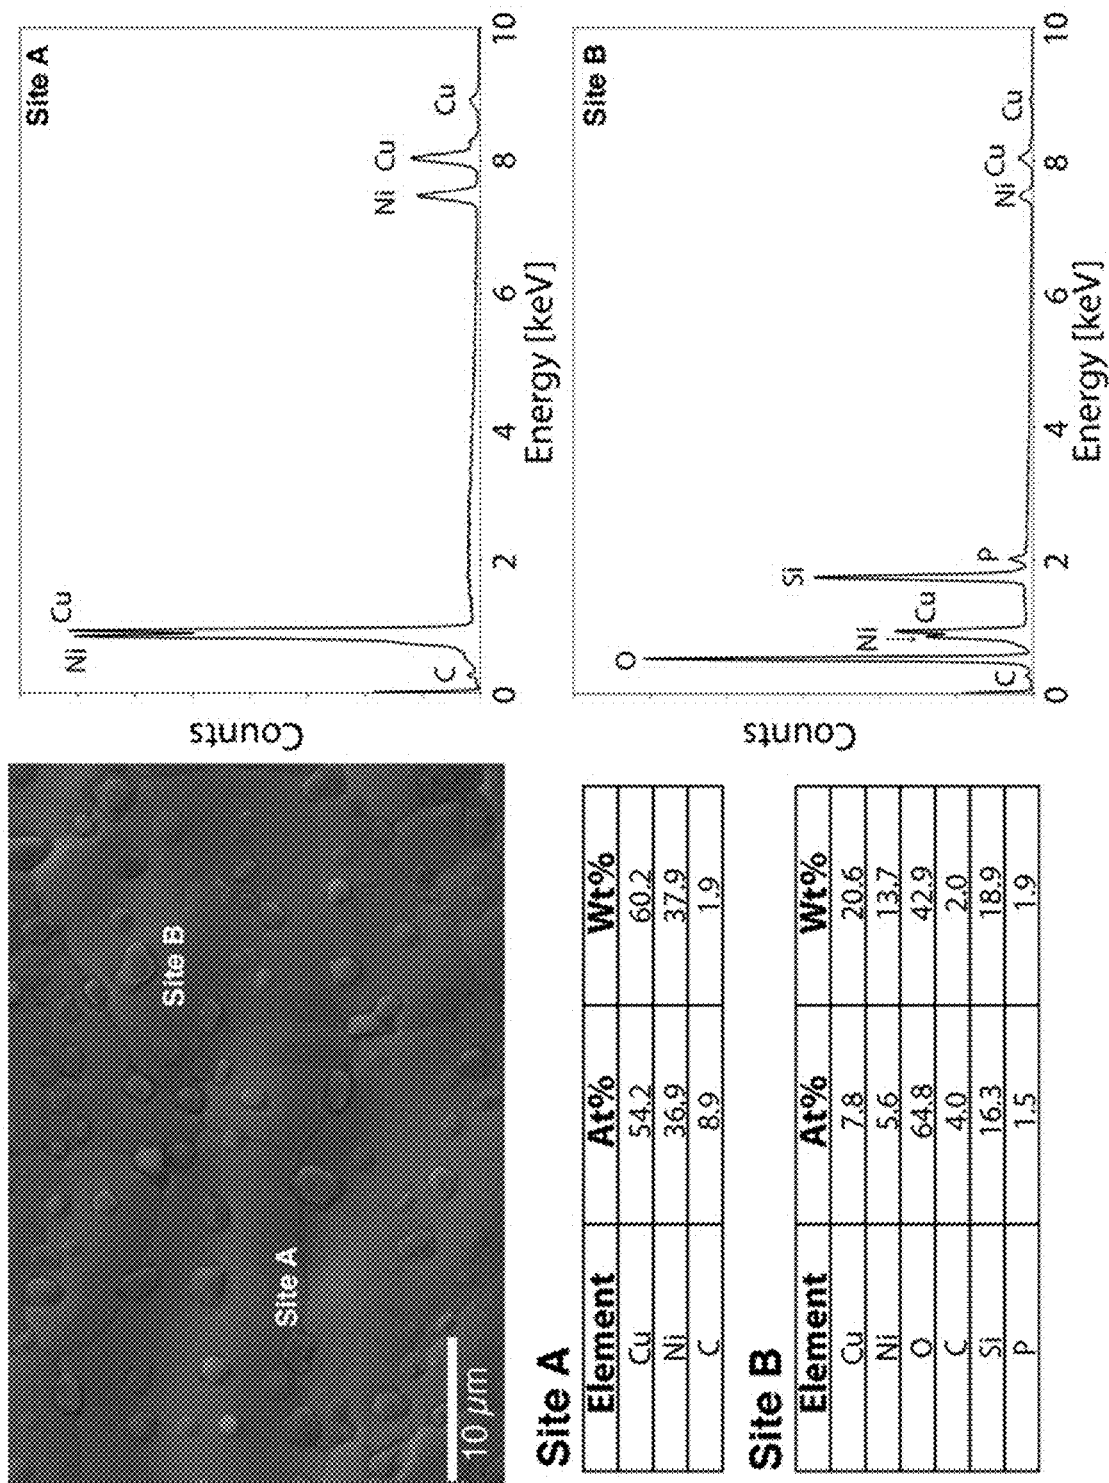 Site A
Site B
10 µm
Counts
Ni
Cu
C
Ni
Cu
Cu
Site A
0 2 4 6 8 10
Energy [keV]
Site A
Element At% Wt%
Cu 54.2 60.2
Ni 36.9 37.9
C 8.9 1.9
Counts
C
O
Ni
Cu
Si
P
Ni
Cu
Cu
Site B
0 2 4 6 8 10
Energy [keV]
Site B
Element At% Wt%
Cu 7.8 20.6
Ni 5.6 13.7
O 64.8 42.9
C 4.0 2.0
Si 16.3 18.9
P 1.5 1.9